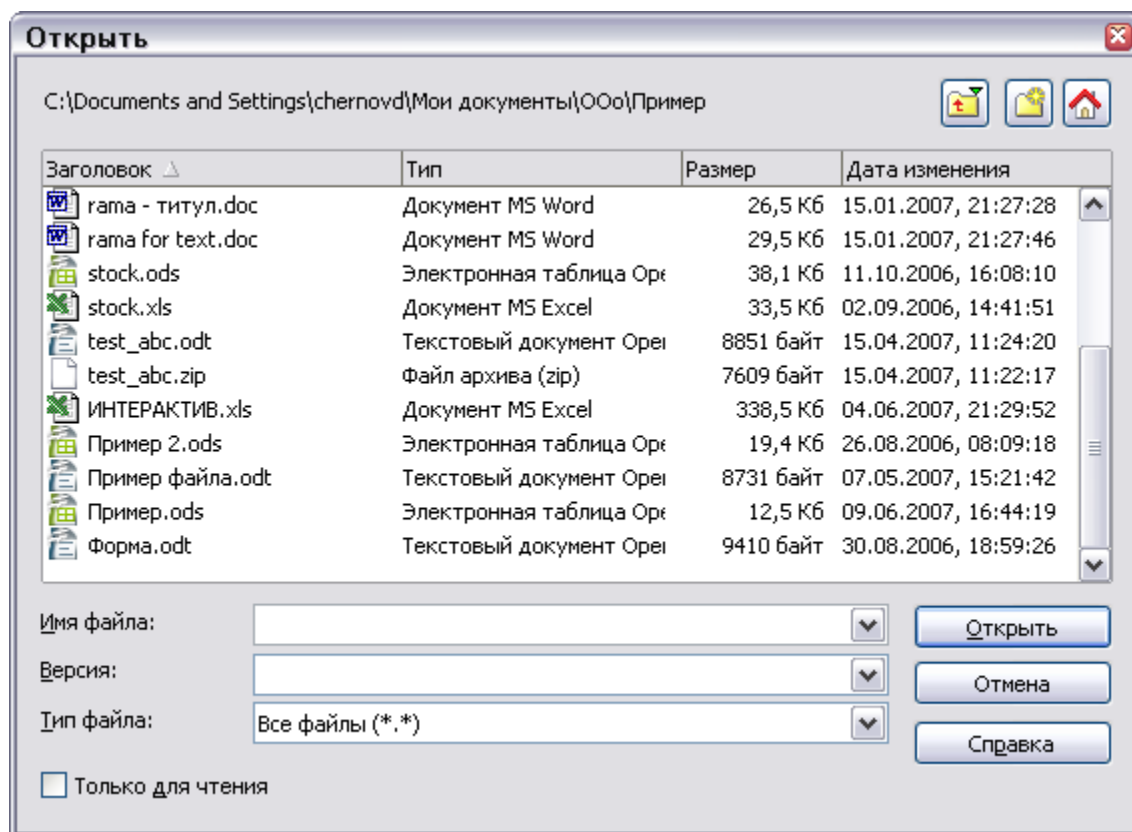 Открыть
C:\Documents and Settings\chernovd\Мои документы\OOo\Пример
Заголовок Тип Размер Дата изменения
rama - титул.doc Документ MS Word 26,5 Кб 15.01.2007, 21:27:28
rama for text.doc Документ MS Word 29,5 Кб 15.01.2007, 21:27:46
stock.ods Электронная таблица Ope 38,1 Кб 11.10.2006, 16:08:10
stock.xls Документ MS Excel 33,5 Кб 02.09.2006, 14:41:51
test_abc.odt Текстовый документ Open 8851 байт 15.04.2007, 11:24:20
test_abc.zip Файл архива (zip) 7609 байт 15.04.2007, 11:22:17
ИНТЕРАКТИВ.xls Документ MS Excel 338,5 Кб 04.06.2007, 21:29:52
Пример 2.ods Электронная таблица Ope 19,4 Кб 26.08.2006, 08:09:18
Пример файла.odt Текстовый документ Open 8731 байт 07.05.2007, 15:21:42
Пример.ods Электронная таблица Ope 12,5 Кб 09.06.2007, 16:44:19
Форма.odt Текстовый документ Open 9410 байт 30.08.2006, 18:59:26
Имя файла: Открыть
Версия: Отмена
Тип файла: Все файлы (*.*)
Справка
Только для чтения